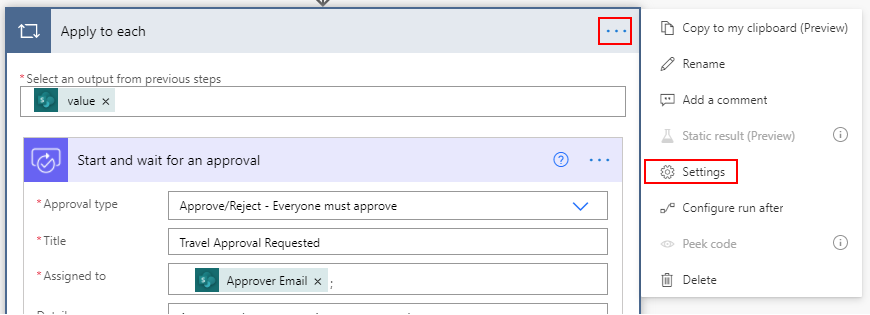 Apply to each
...
Copy to my clipboard (Preview)
Rename
Add a comment
Static result (Preview)
Settings
Configure run after
Peek code
Delete
*Select an output from previous steps
value ×
Start and wait for an approval
...
*Approval type
Approve/Reject - Everyone must approve
*Title
Travel Approval Requested
*Assigned to
Approver Email × ;